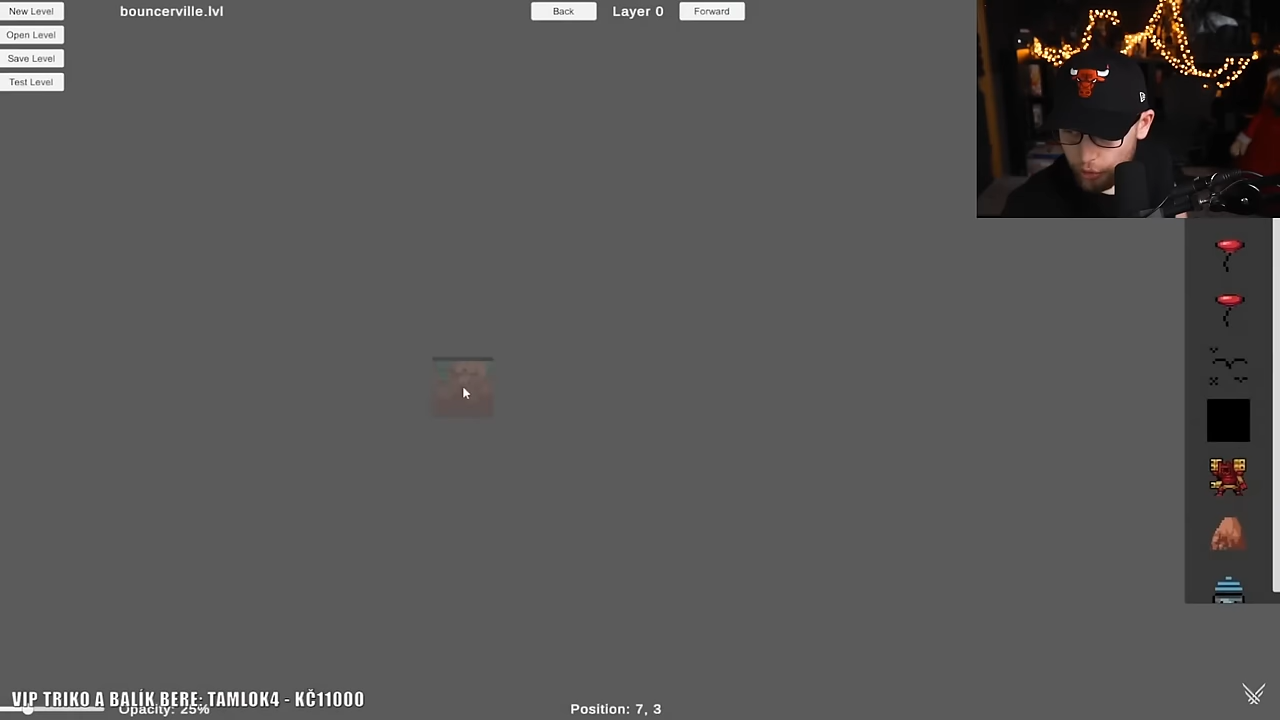 New Level
bouncerville.lvl
Back
Layer 0
Forward
Open Level
Save Level
Test Level
VIP TRIKO A BALÍK BERE: TAMLOK4 - KČ11000
Opacity: 25%
Position: 7, 3